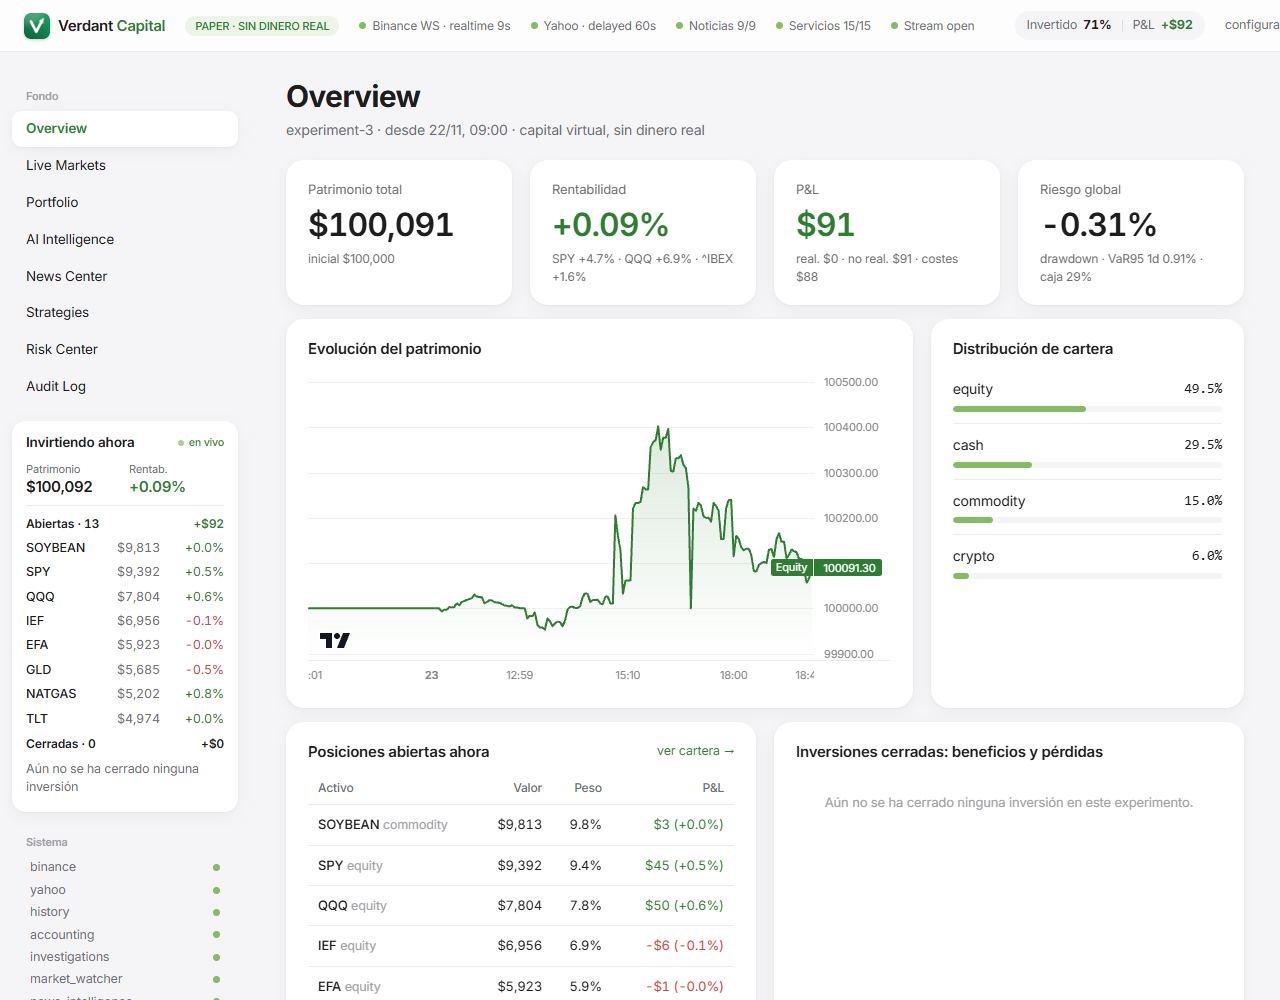 Verdant Capital
PAPER · SIN DINERO REAL
Binance WS · realtime 9s
Yahoo · delayed 60s
Noticias 9/9
Servicios 15/15
Stream open
Invertido 71% P&L +$92
configura
Fondo
Overview
Live Markets
Portfolio
AI Intelligence
News Center
Strategies
Risk Center
Audit Log
Invirtiendo ahora en vivo
Patrimonio Rentab.
$100,092 +0.09%
Abiertas · 13 +$92
SOYBEAN $9,813 +0.0%
SPY $9,392 +0.5%
QQQ $7,804 +0.6%
IEF $6,956 -0.1%
EFA $5,923 -0.0%
GLD $5,685 -0.5%
NATGAS $5,202 +0.8%
TLT $4,974 +0.0%
Cerradas · 0 +$0
Aún no se ha cerrado ninguna
inversión
Sistema
binance
yahoo
history
accounting
investigations
market_watcher
Overview
experiment-3 · desde 22/11, 09:00 · capital virtual, sin dinero real
Patrimonio total
$100,091
inicial $100,000
Rentabilidad
+0.09%
SPY +4.7% · QQQ +6.9% · ^IBEX
+1.6%
P&L
$91
real. $0 · no real. $91 · costes
$88
Riesgo global
-0.31%
drawdown · VaR95 1d 0.91% ·
caja 29%
Evolución del patrimonio
100500.00
100400.00
100300.00
100200.00
Equity 100091.30
100000.00
99900.00
:01 23 12:59 15:10 18:00 18:4
Distribución de cartera
equity 49.5%
cash 29.5%
commodity 15.0%
crypto 6.0%
Posiciones abiertas ahora ver cartera →
Activo Valor Peso P&L
SOYBEAN commodity $9,813 9.8% $3 (+0.0%)
SPY equity $9,392 9.4% $45 (+0.5%)
QQQ equity $7,804 7.8% $50 (+0.6%)
IEF equity $6,956 6.9% -$6 (-0.1%)
EFA equity $5,923 5.9% -$1 (-0.0%)
Inversiones cerradas: beneficios y pérdidas
Aún no se ha cerrado ninguna inversión en este experimento.